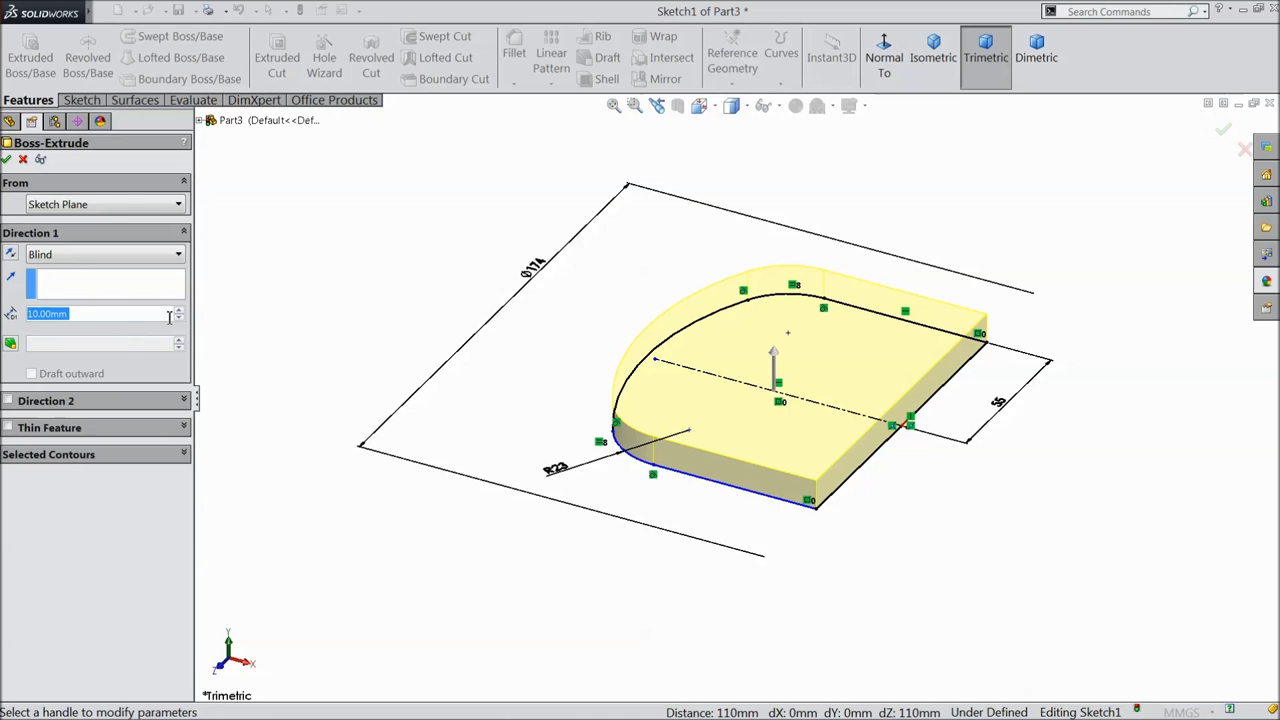 SOLIDWORKS
Sketch1 of Part3 *
Search Commands
Extruded Boss/Base
Revolved Boss/Base
Swept Boss/Base
Lofted Boss/Base
Boundary Boss/Base
Extruded Cut
Hole Wizard
Revolved Cut
Swept Cut
Lofted Cut
Boundary Cut
Fillet
Linear Pattern
Rib
Draft
Shell
Wrap
Intersect
Mirror
Reference Geometry
Curves
Instant3D
Normal To
Isometric
Trimetric
Dimetric
Features
Sketch
Surfaces
Evaluate
DimXpert
Office Products
Part3 (Default<<Def...
Boss-Extrude
?
From
Sketch Plane
Direction 1
Blind
10.00mm
Draft outward
Direction 2
Thin Feature
Selected Contours
Ø174
R23
8
8
0
0
0
Y
X
Z
*Trimetric
Select a handle to modify parameters
Distance: 110mm
dX: 0mm dY: 0mm dZ: 110mm
Under Defined
Editing Sketch1
MMGS